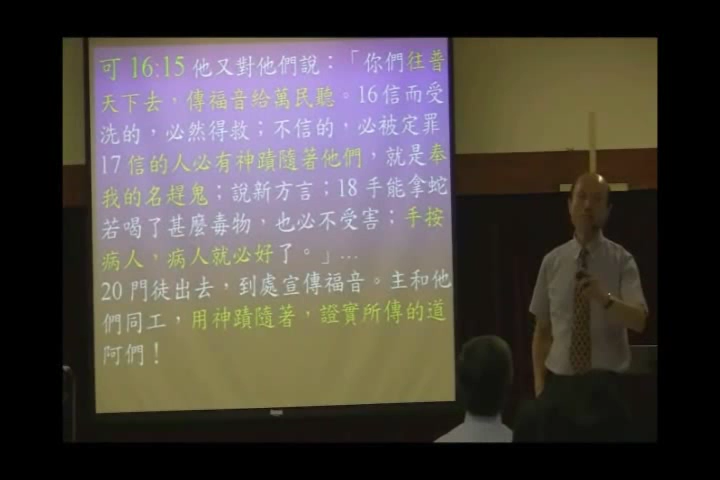 可 16:15 他又對他們說：「你們往普
天下去，傳福音给萬民聽。16 信而受
洗的，必然得救；不信的，必被定罪
17 信的人必有神蹟隨著他們，就是奉
我的名趕鬼；說新方言；18 手能拿蛇
若喝了甚麼毒物，也必不受害；手按
病人，病人就必好了。」…
20 門徒出去，到處宣傳福音。主和他
們同工，用神蹟隨著，證實所傳的道
阿們！